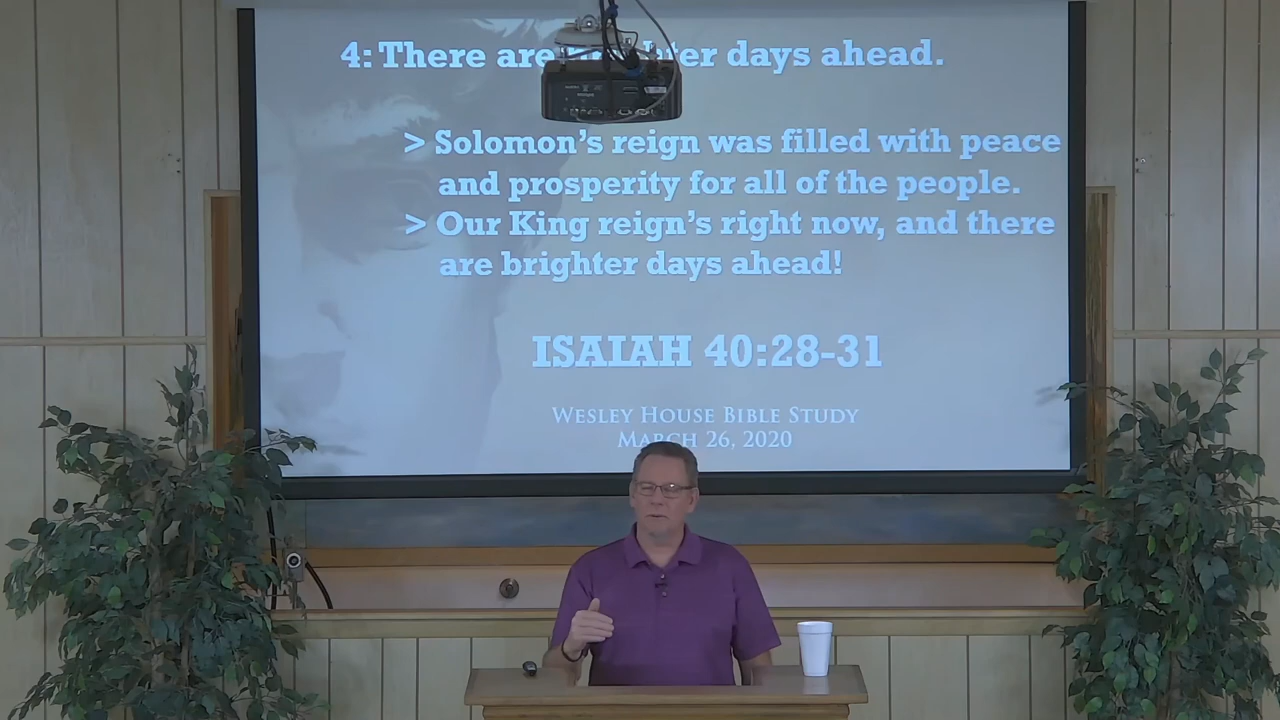 4: There are days ahead.
> Solomon's reign was filled with peace
and prosperity for all of the people.
> Our King reign's right now, and there
are brighter days ahead!
ISAIAH 40:28-31
WESLEY HOUSE BIBLE STUDY
MARCH 26, 2020